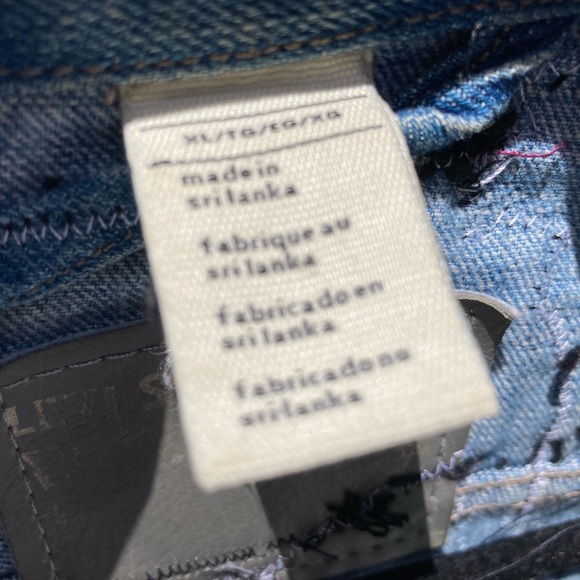 XL/TG/EG/XG
made in
sri lanka
fabrique au
sri lanka
fabricado en
sri lanka
fabricado no
sri lanka